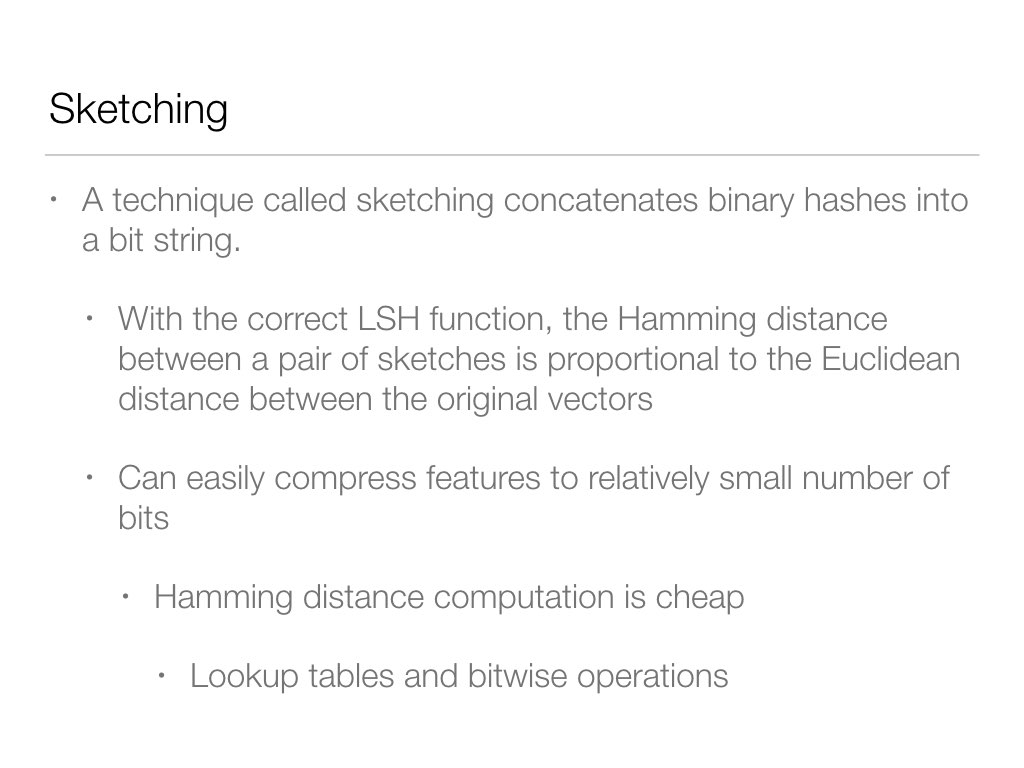 Sketching
• A technique called sketching concatenates binary hashes into
a bit string.
• With the correct LSH function, the Hamming distance
between a pair of sketches is proportional to the Euclidean
distance between the original vectors
• Can easily compress features to relatively small number of
bits
• Hamming distance computation is cheap
• Lookup tables and bitwise operations